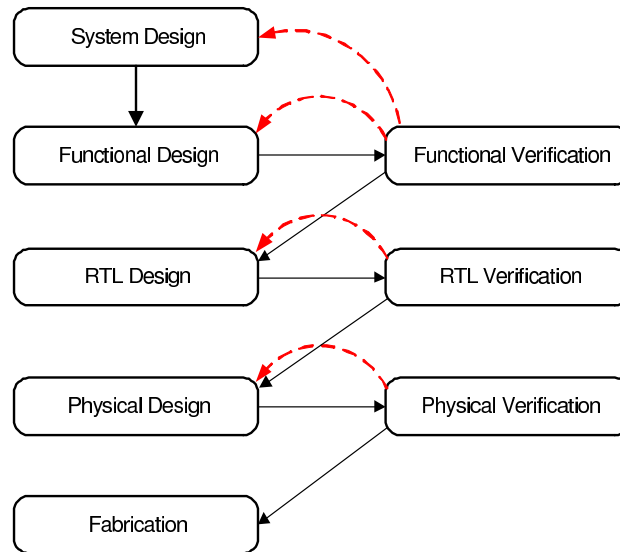 System Design
Functional Design
Functional Verification
RTL Design
RTL Verification
Physical Design
Physical Verification
Fabrication